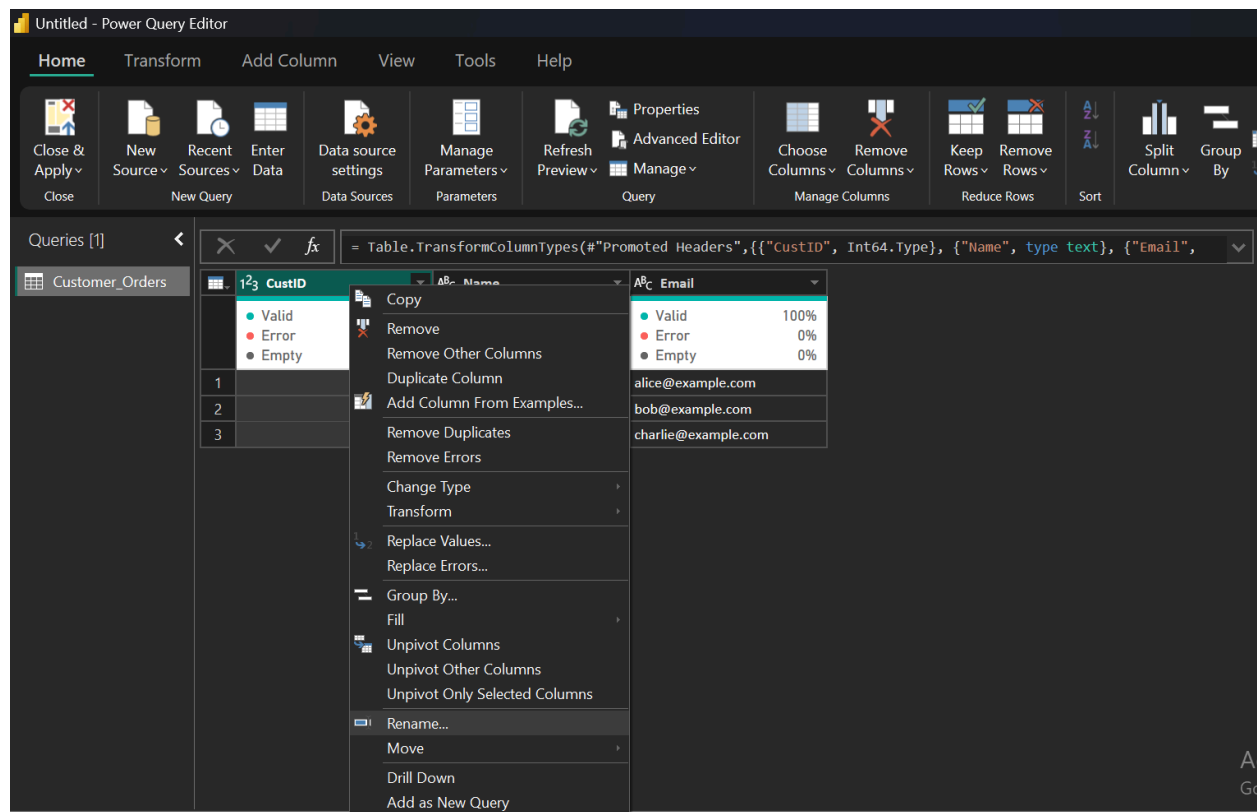 Untitled - Power Query Editor
Home Transform Add Column View Tools Help
Close & Apply New Source Recent Sources Enter Data Data source settings Manage Parameters Refresh Preview Properties Advanced Editor Manage Choose Columns Remove Columns Keep Rows Remove Rows Split Column Group By
Close New Query Data Sources Parameters Query Manage Columns Reduce Rows Sort
Queries [1]
Customer_Orders
fx = Table.TransformColumnTypes(#"Promoted Headers",{{"CustID", Int64.Type}, {"Name", type text}, {"Email",
123 CustID ABC Name ABC Email
Valid Valid 100%
Error Error 0%
Empty Empty 0%
1 alice@example.com
2 bob@example.com
3 charlie@example.com
Copy
Remove
Remove Other Columns
Duplicate Column
Add Column From Examples...
Remove Duplicates
Remove Errors
Change Type
Transform
Replace Values...
Replace Errors...
Group By...
Fill
Unpivot Columns
Unpivot Other Columns
Unpivot Only Selected Columns
Rename...
Move
Drill Down
Add as New Query